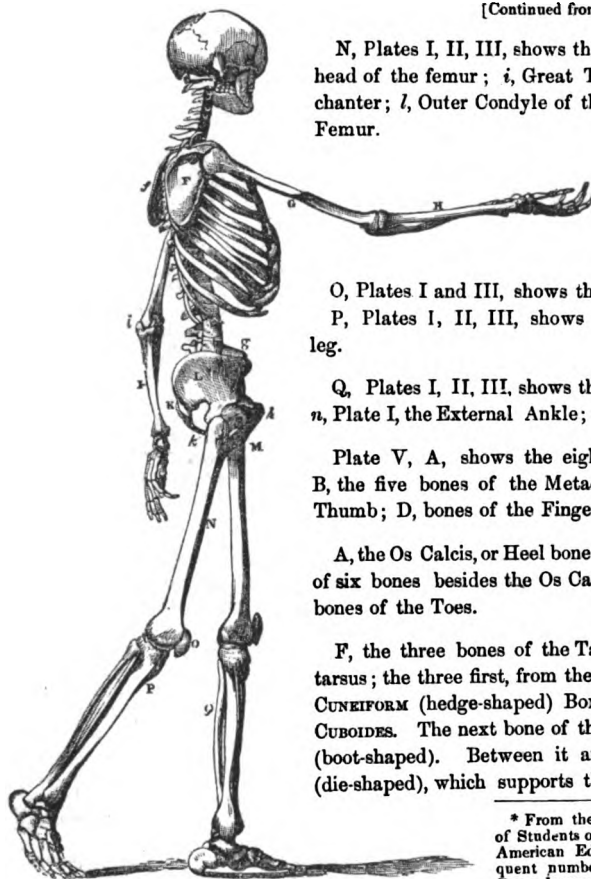 [Continued from
N, Plates I, II, III, shows th
head of the femur ; i, Great T
chanter ; l, Outer Condyle of th
Femur.
f
F
G
H
O, Plates I and III, shows th
P, Plates I, II, III, shows
leg.
i
g
L
I
K
h
k
M
Q, Plates I, II, III, shows th
n, Plate I, the External Ankle ;
Plate V, A, shows the eigh
B, the five bones of the Meta
Thumb ; D, bones of the Finge
N
A, the Os Calcis, or Heel bone
of six bones besides the Os Ca
bones of the Toes.
O
P
F, the three bones of the Ta
tarsus ; the three first, from the
CUNEIFORM (hedge-shaped) Bon
CUBOIDES. The next bone of th
(boot-shaped). Between it a
(die-shaped), which supports t
* From the
of Students o
American Ec
quent numbe